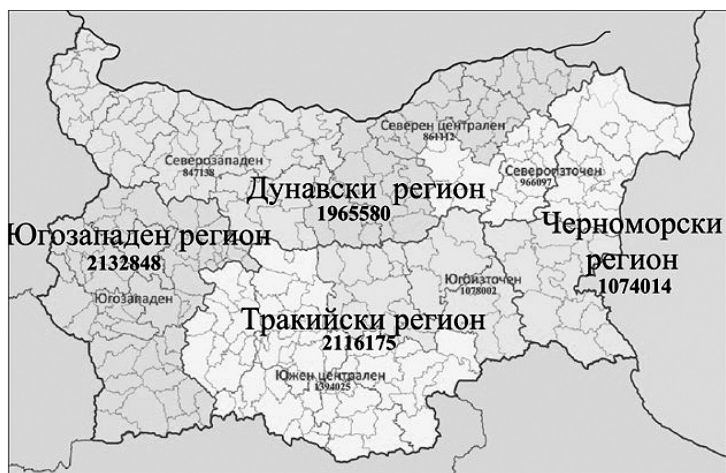 Северен централен
861112
Северозападен
847138
Североизточен
966097
Дунавски регион
1965580
Югозападен регион
2132848
Черноморски
регион
1074014
Югоизточен
1078002
Югозападен
Тракийски регион
2116175
Южен централен
1394025